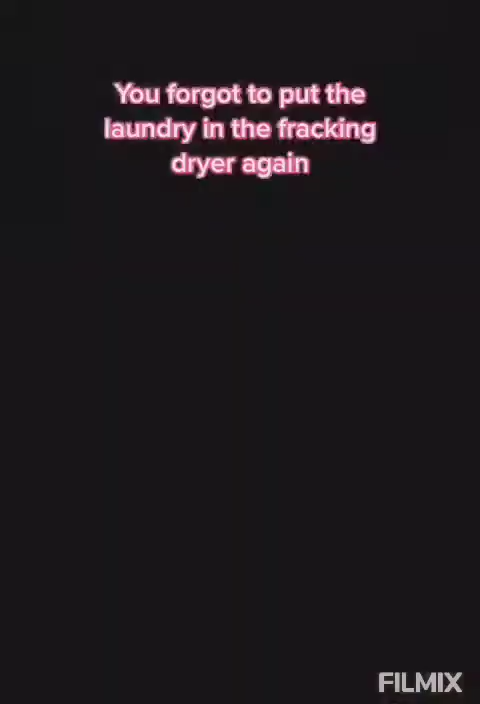 You forgot to put the
laundry in the fracking
dryer again
FILMIX